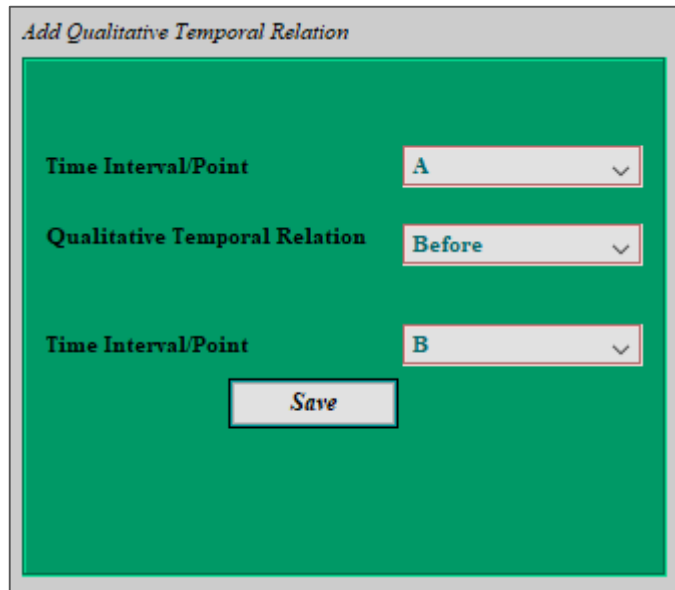 Add Qualitative Temporal Relation
Time Interval/Point
A
Qualitative Temporal Relation
Before
Time Interval/Point
B
Save